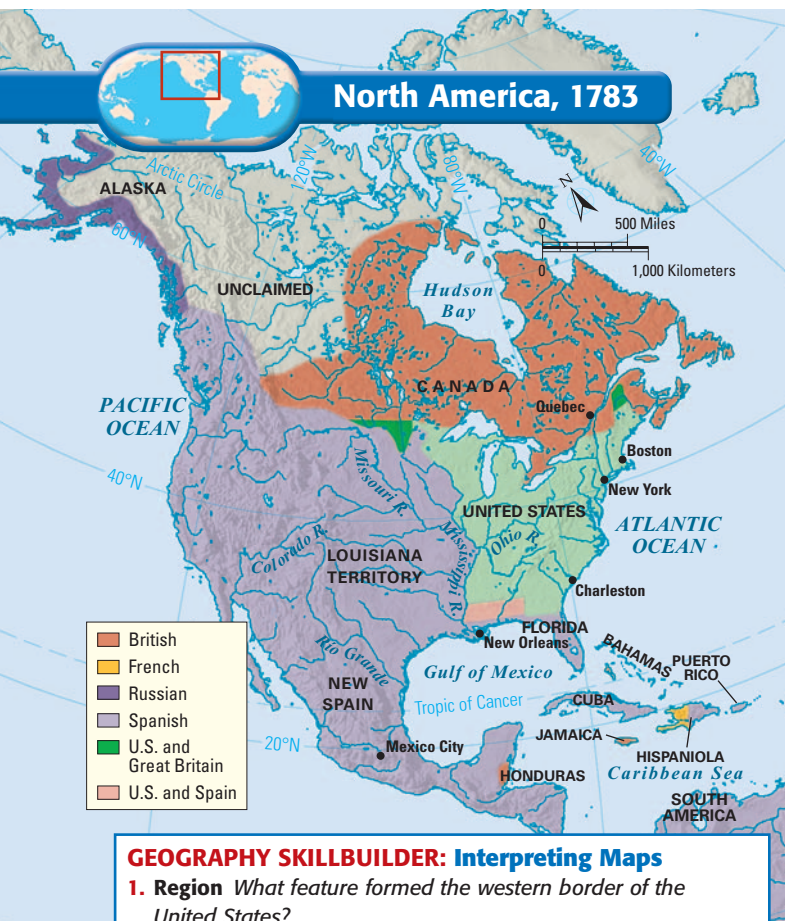 North America, 1783
40°W
80°W
120°W
Arctic Circle
ALASKA
60°N
N
0 500 Miles
0 1,000 Kilometers
UNCLAIMED
Hudson
Bay
CANADA
PACIFIC
OCEAN
Quebec
Boston
40°N
New York
Missouri R.
UNITED STATES
ATLANTIC
OCEAN
Colorado R.
Mississippi R.
Ohio R.
LOUISIANA
TERRITORY
Charleston
FLORIDA
New Orleans
BAHAMAS
PUERTO
RICO
Rio Grande
Gulf of Mexico
NEW
SPAIN
Tropic of Cancer
CUBA
JAMAICA
20°N
Mexico City
HISPANIOLA
HONDURAS
Caribbean Sea
SOUTH
AMERICA
British
French
Russian
Spanish
U.S. and
Great Britain
U.S. and Spain
GEOGRAPHY SKILLBUILDER: Interpreting Maps
1. Region What feature formed the western border of the
United States?